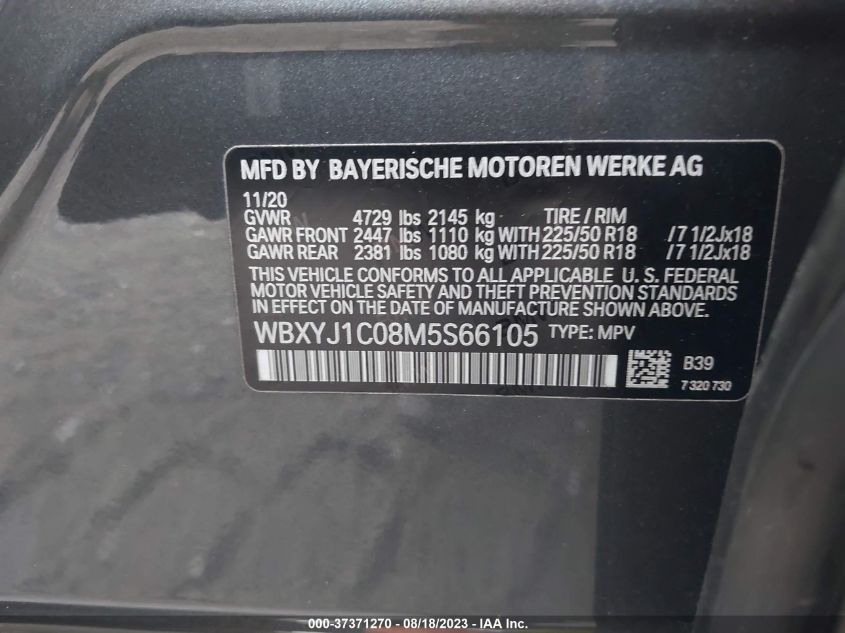 MFD BY BAYERISCHE MOTOREN WERKE AG
11/20
GVWR 4729 lbs 2145 kg TIRE / RIM
GAWR FRONT 2447 lbs 1110 kg WITH 225/50 R18 /7 1/2Jx18
GAWR REAR 2381 lbs 1080 kg WITH 225/50 R18 /7 1/2Jx18
THIS VEHICLE CONFORMS TO ALL APPLICABLE U. S. FEDERAL
MOTOR VEHICLE SAFETY AND THEFT PREVENTION STANDARDS
IN EFFECT ON THE DATE OF MANUFACTURE SHOWN ABOVE.
WBXYJ1C08M5S66105 TYPE: MPV
B39
7 320 730
000-37371270 - 08/18/2023 - IAA Inc.